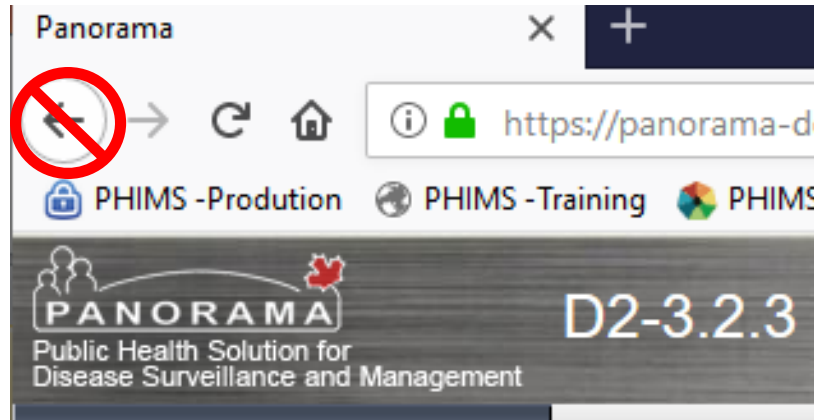 Panorama
https://panorama-d
PHIMS -Prodution PHIMS -Training PHIMS
PANORAMA D2-3.2.3
Public Health Solution for
Disease Surveillance and Management